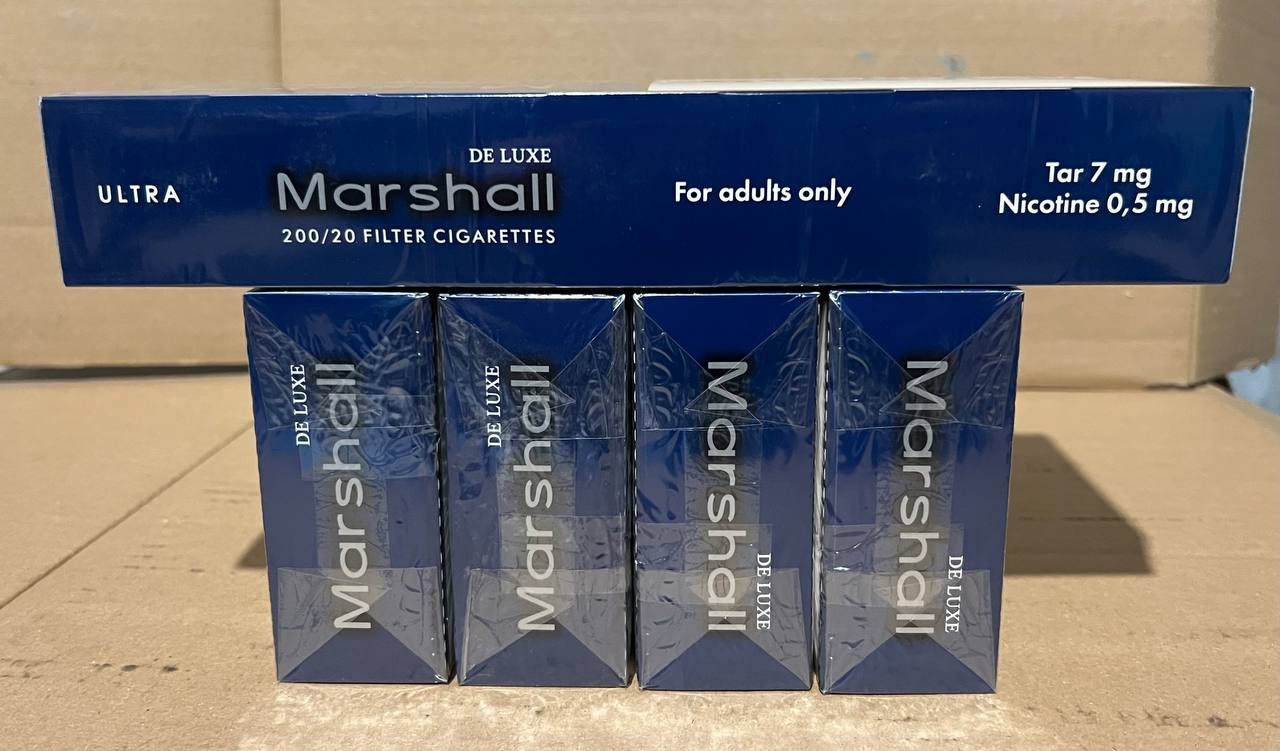 ULTRA
DE LUXE
Marshall
200/20 FILTER CIGARETTES
For adults only
Tar 7 mg
Nicotine 0,5 mg
DE LUXE
Marshall
DE LUXE
Marshall
Marshall
DE LUXE
Marshall
DE LUXE